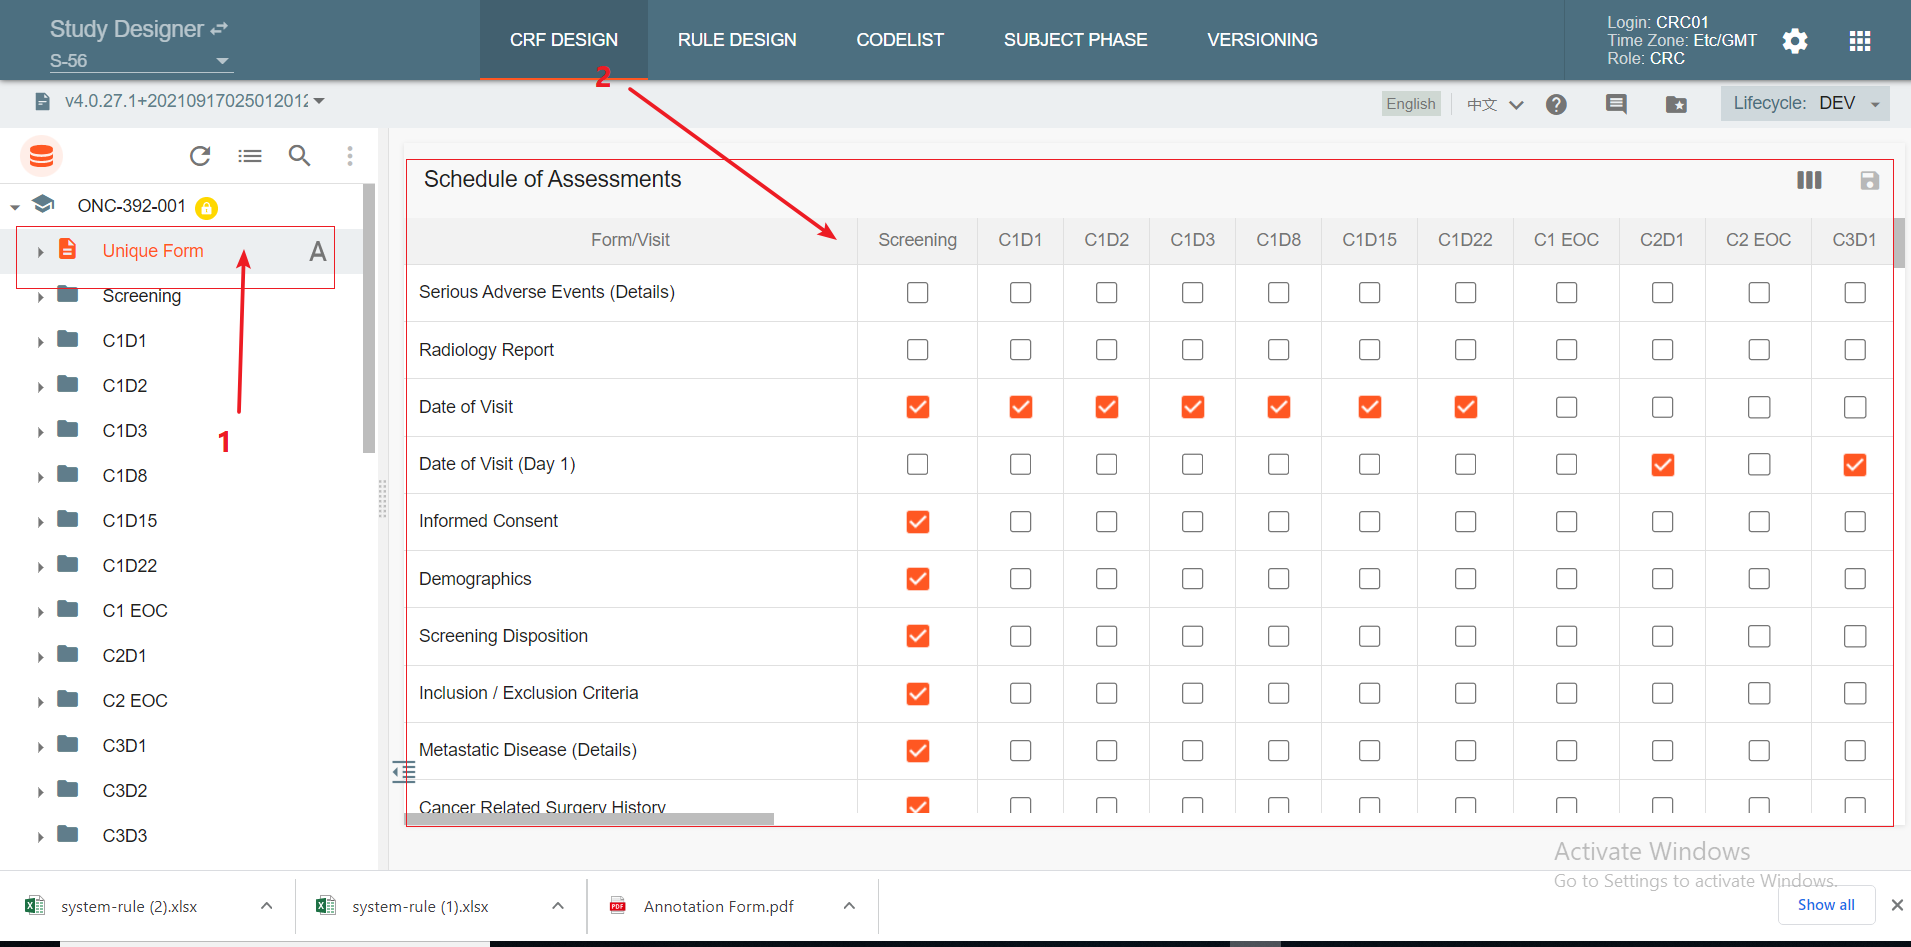 Study Designer
S-56
CRF DESIGN
RULE DESIGN
CODELIST
SUBJECT PHASE
VERSIONING
Login: CRC01
Time Zone: Etc/GMT
Role: CRC
2
v4.0.27.1+20210917025012012
English
中文
Lifecycle: DEV
ONC-392-001
Unique Form A
Screening
C1D1
C1D2
C1D3
1
C1D8
C1D15
C1D22
C1 EOC
C2D1
C2 EOC
C3D1
C3D2
C3D3
Schedule of Assessments
Form/Visit Screening C1D1 C1D2 C1D3 C1D8 C1D15 C1D22 C1 EOC C2D1 C2 EOC C3D1
Serious Adverse Events (Details)
Radiology Report
Date of Visit
Date of Visit (Day 1)
Informed Consent
Demographics
Screening Disposition
Inclusion / Exclusion Criteria
Metastatic Disease (Details)
Cancer Related Surgery History
Activate Windows
Go to Settings to activate Windows.
system-rule (2).xlsx
system-rule (1).xlsx
PDF
Annotation Form.pdf
Show all